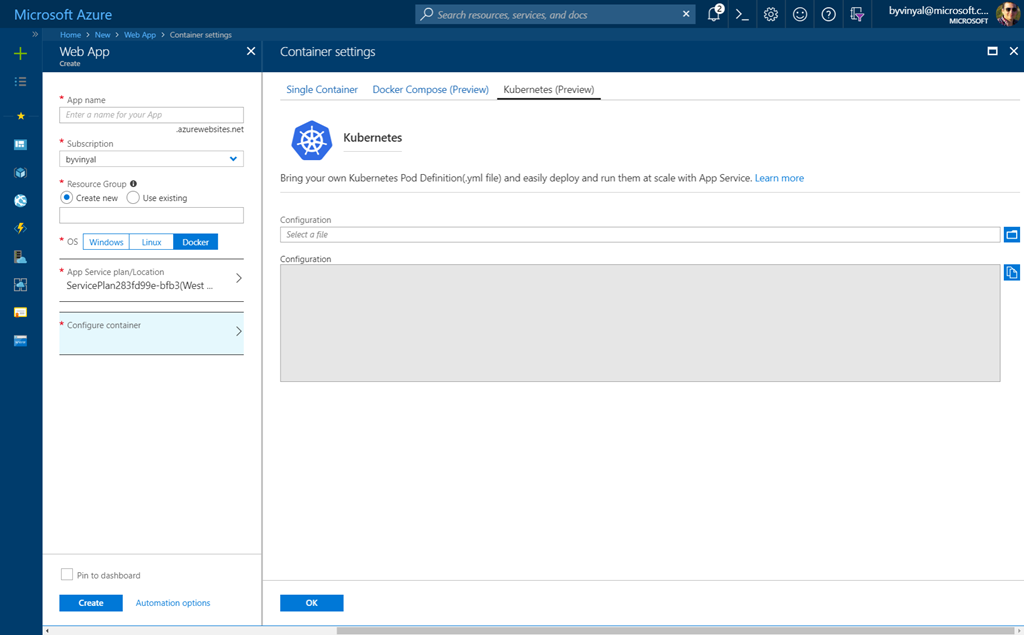 Microsoft Azure
Search resources, services, and docs
2
byvinyal@microsoft.c...
MICROSOFT
Home > New > Web App > Container settings
Web App
Create
* App name
Enter a name for your App
.azurewebsites.net
* Subscription
byvinyal
* Resource Group
Create new Use existing
* OS Windows Linux Docker
* App Service plan/Location
ServicePlan283fd99e-bfb3(West ...
* Configure container
Pin to dashboard
Create Automation options
Container settings
Single Container Docker Compose (Preview) Kubernetes (Preview)
Kubernetes
Bring your own Kubernetes Pod Definition(.yml file) and easily deploy and run them at scale with App Service. Learn more
Configuration
Select a file
Configuration
OK